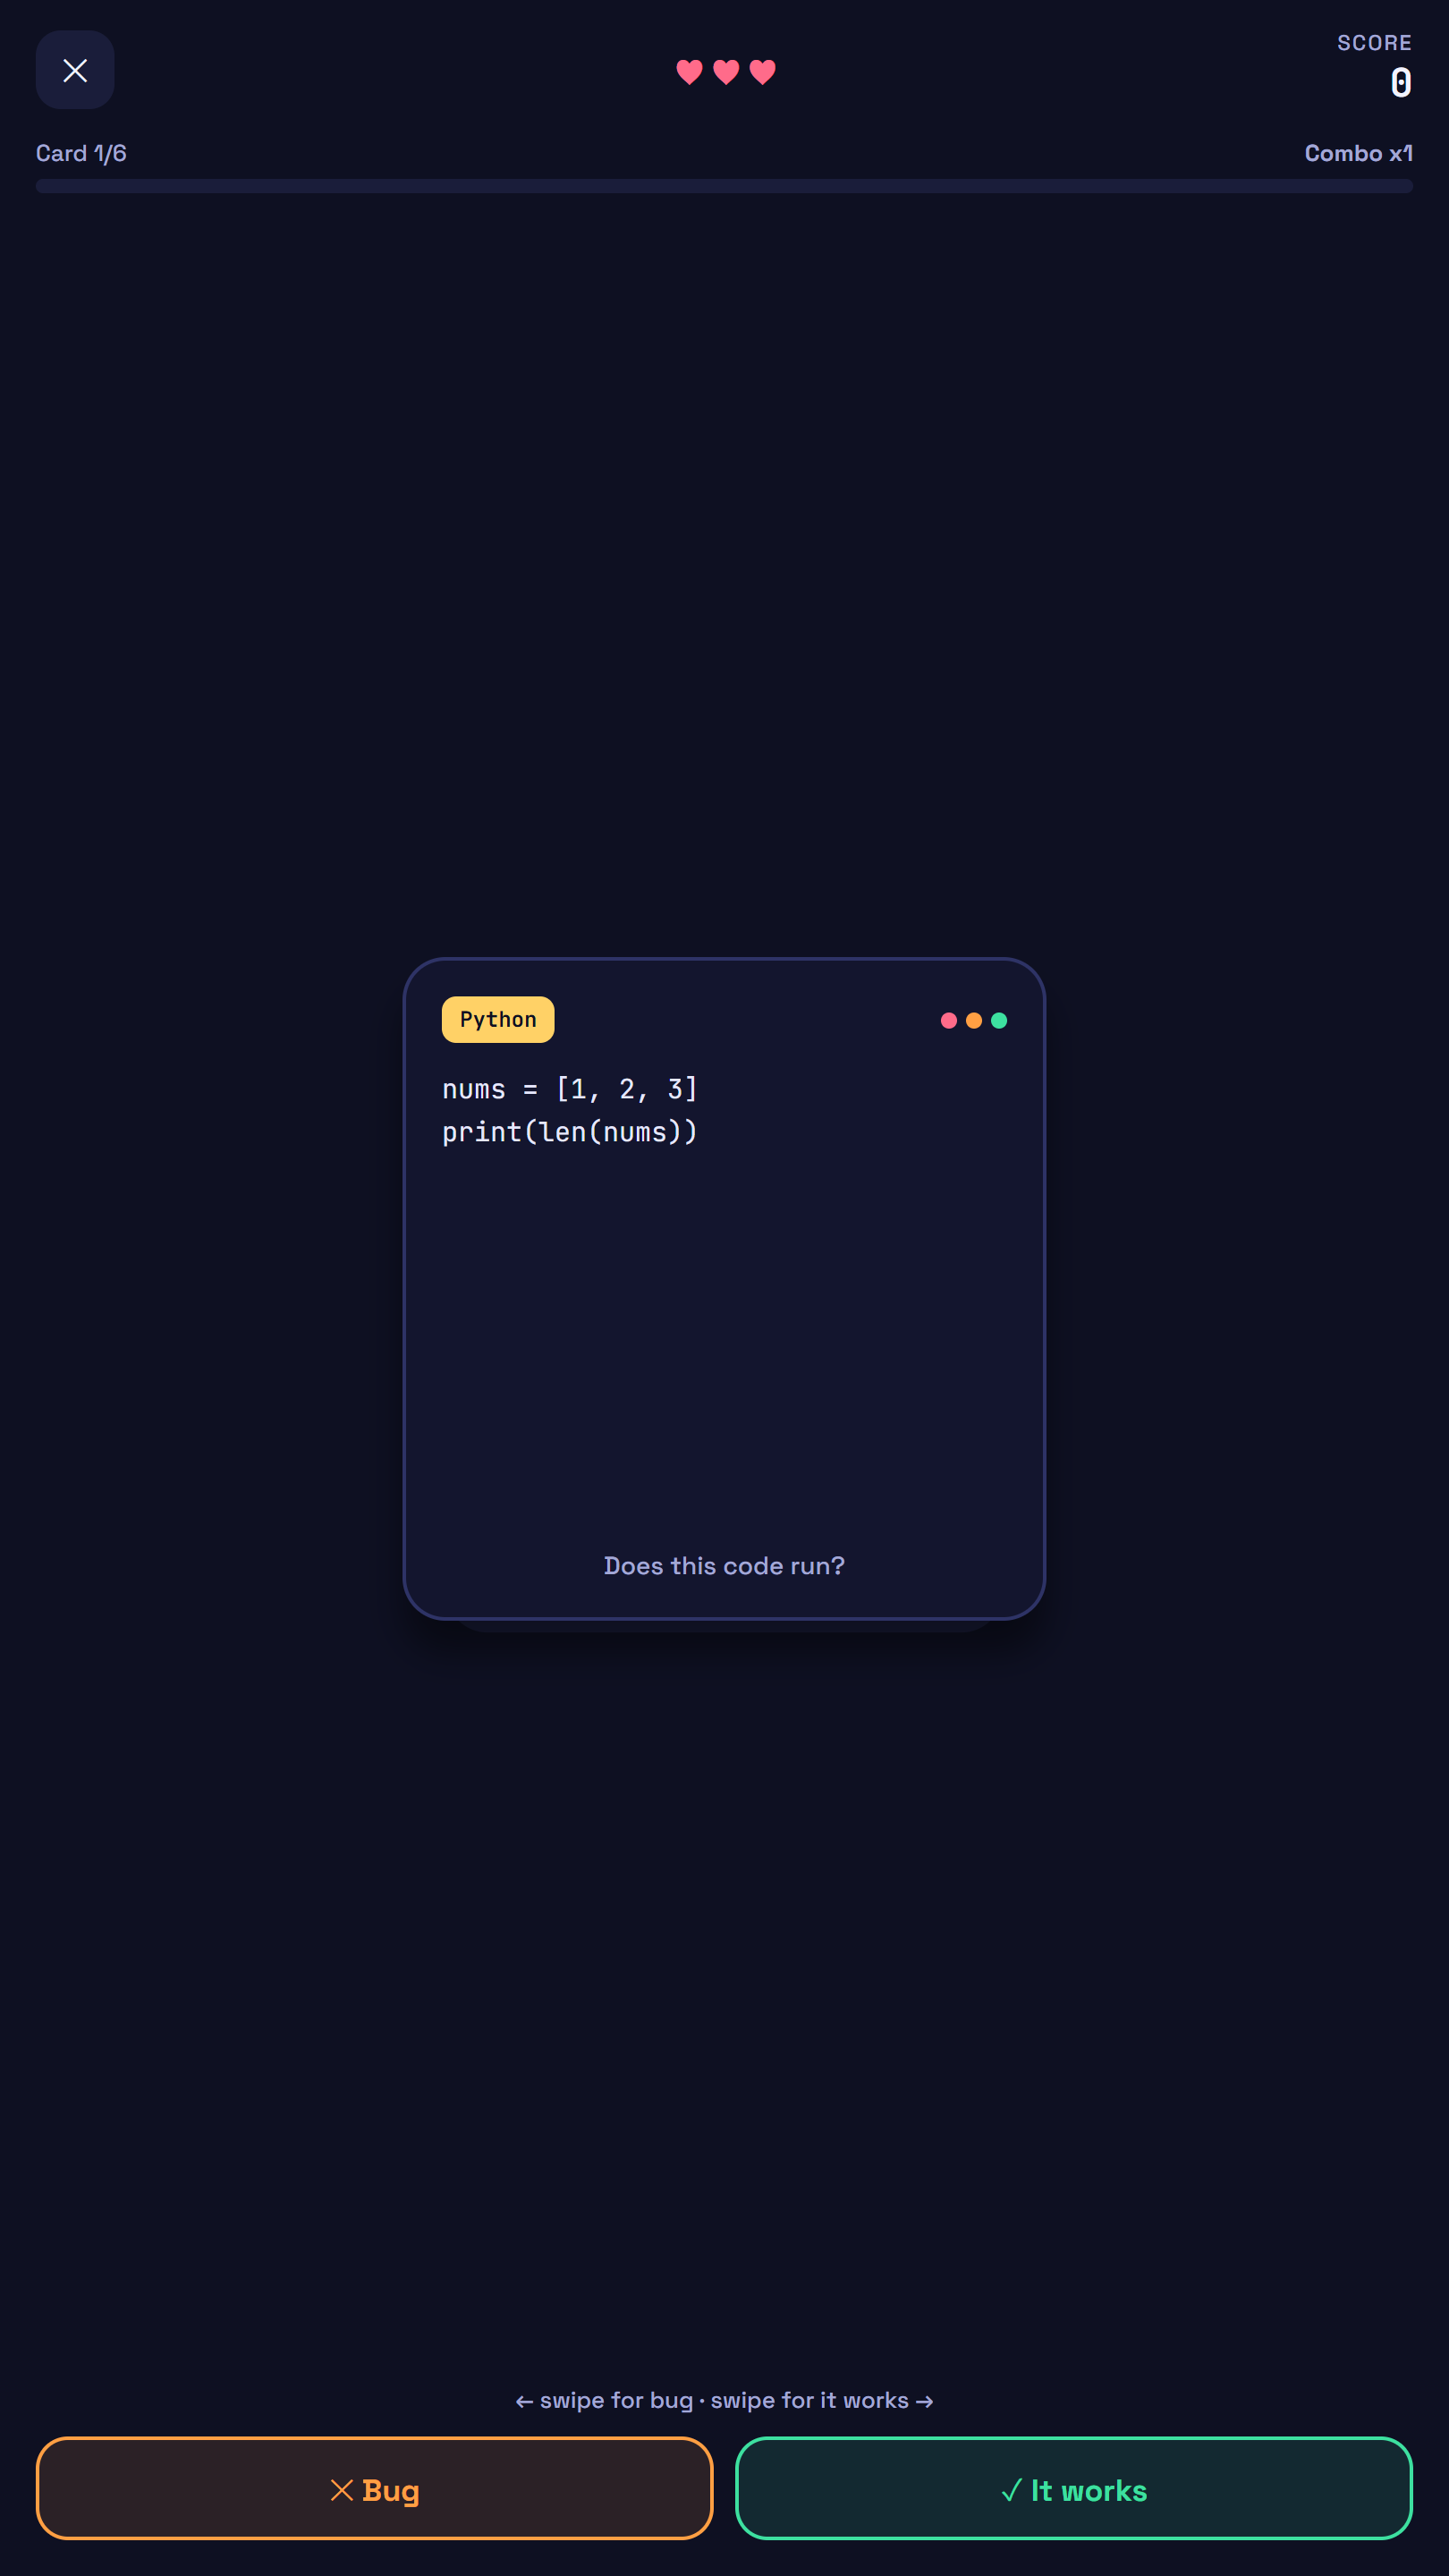 SCORE
0
Card 1/6
Combo x1
Python
nums = [1, 2, 3]
print(len(nums))
Does this code run?
← swipe for bug · swipe for it works →
✕ Bug
✓ It works